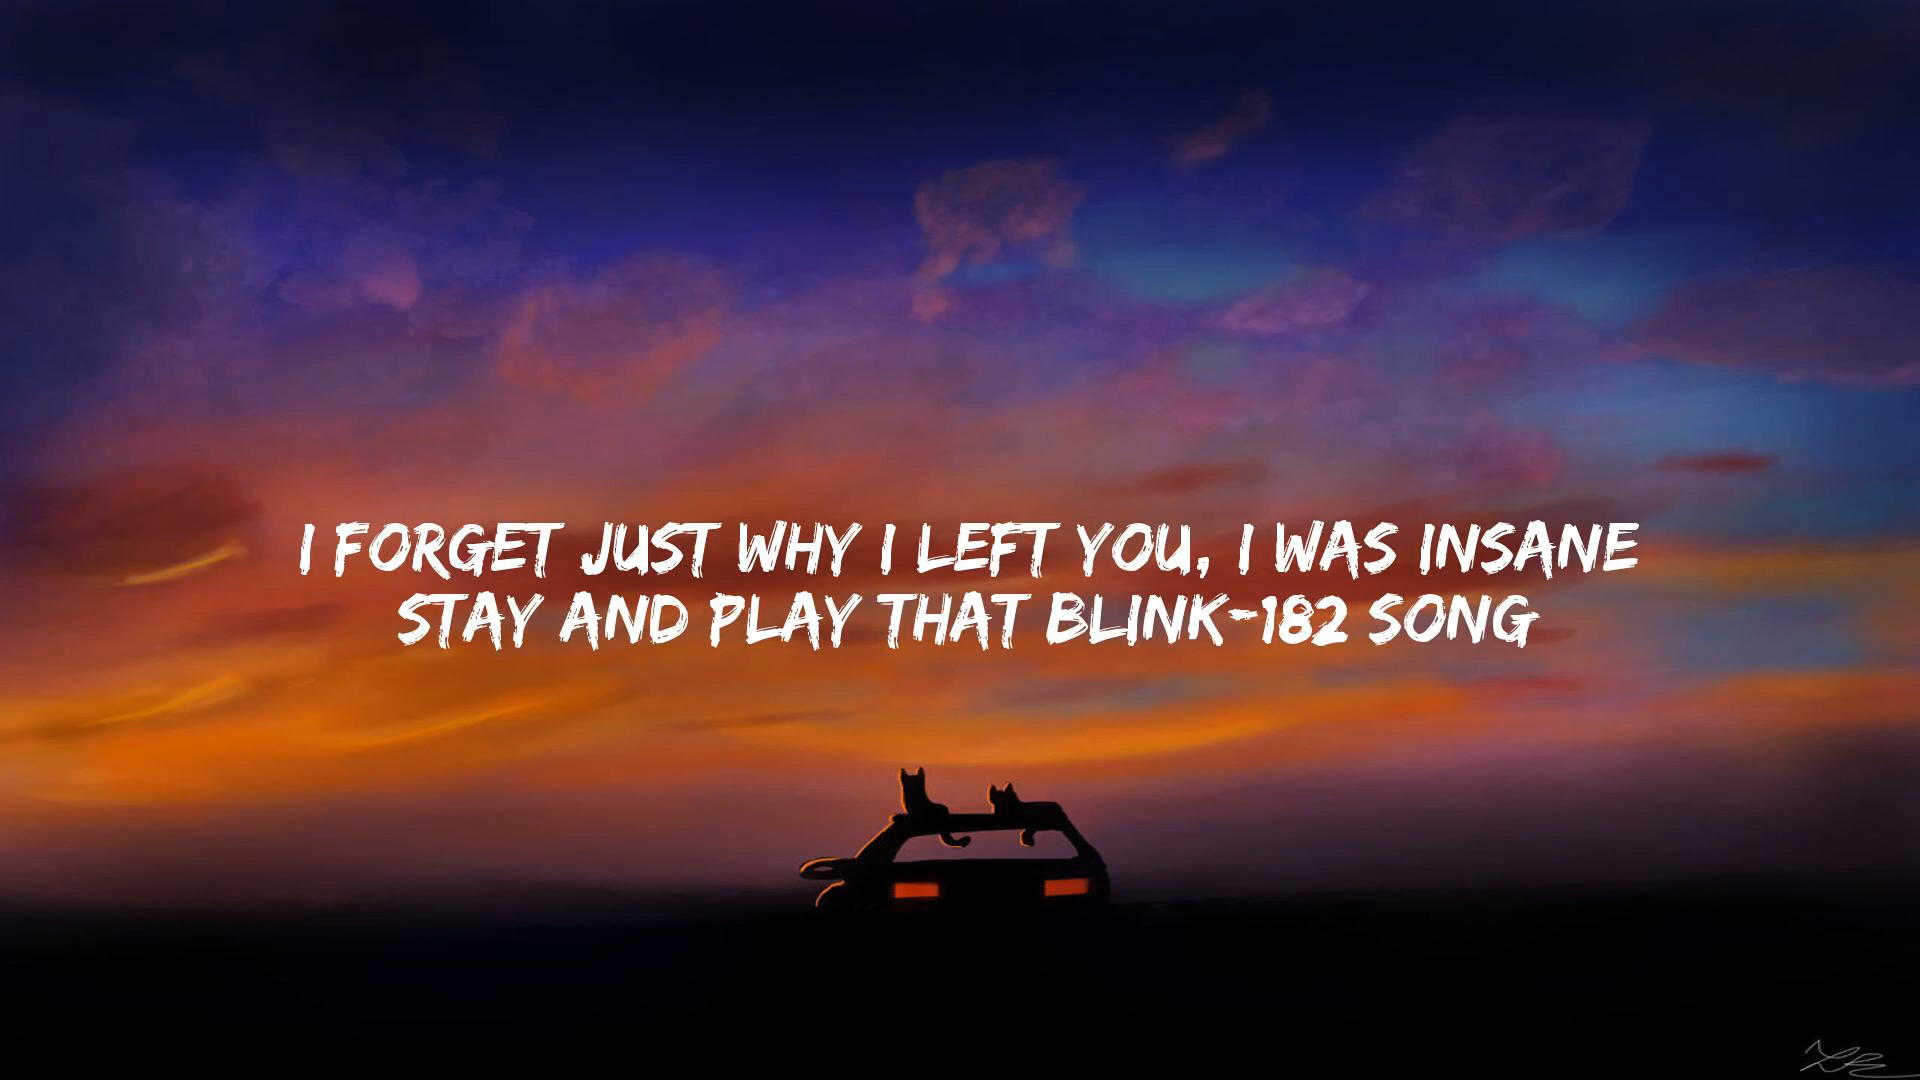 I FORGET JUST WHY I LEFT YOU, I WAS INSANE
STAY AND PLAY THAT BLINK-182 SONG